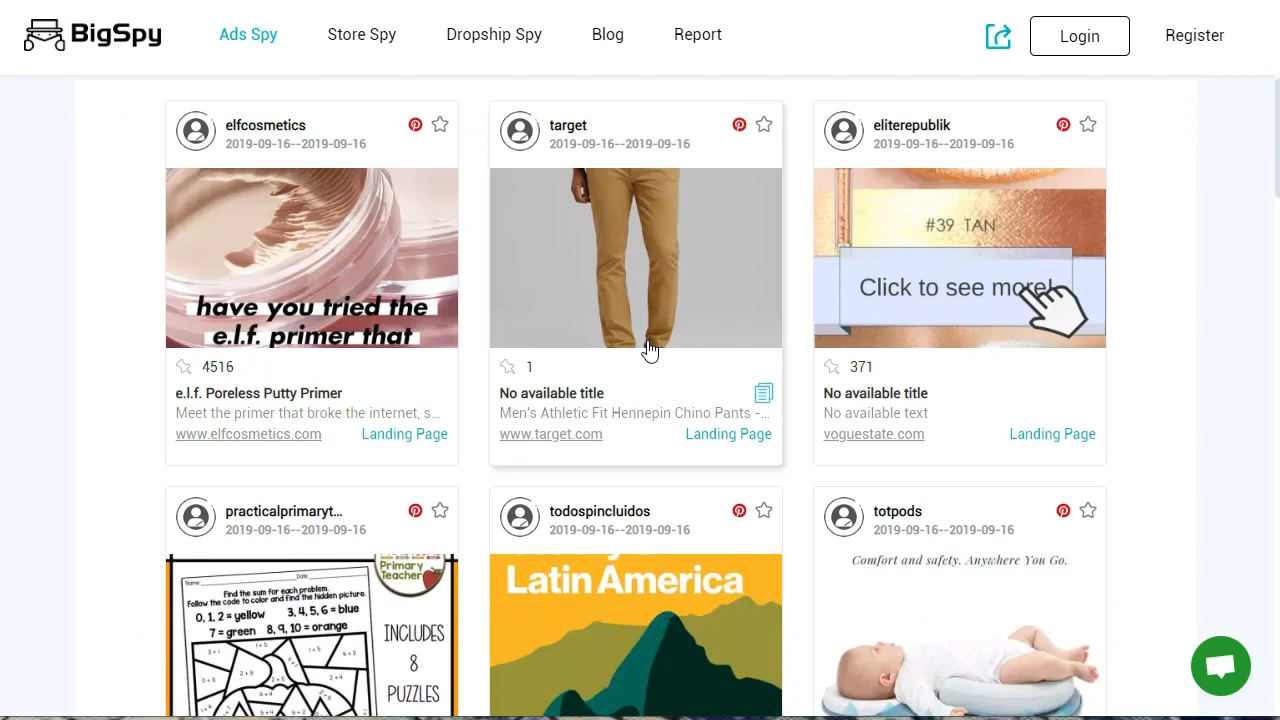 BigSpy
Ads Spy
Store Spy
Dropship Spy
Blog
Report
Login
Register
elfcosmetics
2019-09-16--2019-09-16
have you tried the
e.l.f. primer that
4516
e.l.f. Poreless Putty Primer
Meet the primer that broke the internet, s...
www.elfcosmetics.com
Landing Page
target
2019-09-16--2019-09-16
1
No available title
Men's Athletic Fit Hennepin Chino Pants -...
www.target.com
Landing Page
eliterepublik
2019-09-16--2019-09-16
#39 TAN
Click to see more!
371
No available title
No available text
voguestate.com
Landing Page
practicalprimaryt...
2019-09-16--2019-09-16
Primary
Teacher
Name
Date
Find the sum for each problem.
Follow the code to color and find the hidden picture.
0, 1, 2 = yellow 3, 4, 5, 6 = blue
7 = green 8, 9, 10 = orange
INCLUDES
8
PUZZLES
todospincluidos
2019-09-16--2019-09-16
Latin America
totpods
2019-09-16--2019-09-16
Comfort and safety. Anywhere You Go.